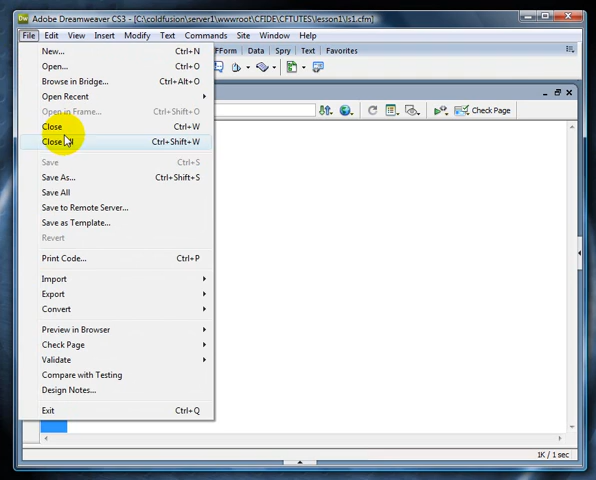 Dw Adobe Dreamweaver CS3 - [C:\coldfusion\server1\wwwroot\CFIDE\CFTUTES\lesson1\ls1.cfm]
File Edit View Insert Modify Text Commands Site Window Help
Form Data Spry Text Favorites
Check Page
New... Ctrl+N
Open... Ctrl+O
Browse in Bridge... Ctrl+Alt+O
Open Recent
Open in Frame... Ctrl+Shift+O
Close Ctrl+W
Close Ctrl+Shift+W
Save Ctrl+S
Save As... Ctrl+Shift+S
Save All
Save to Remote Server...
Save as Template...
Revert
Print Code... Ctrl+P
Import
Export
Convert
Preview in Browser
Check Page
Validate
Compare with Testing
Design Notes...
Exit Ctrl+Q
1K / 1 sec